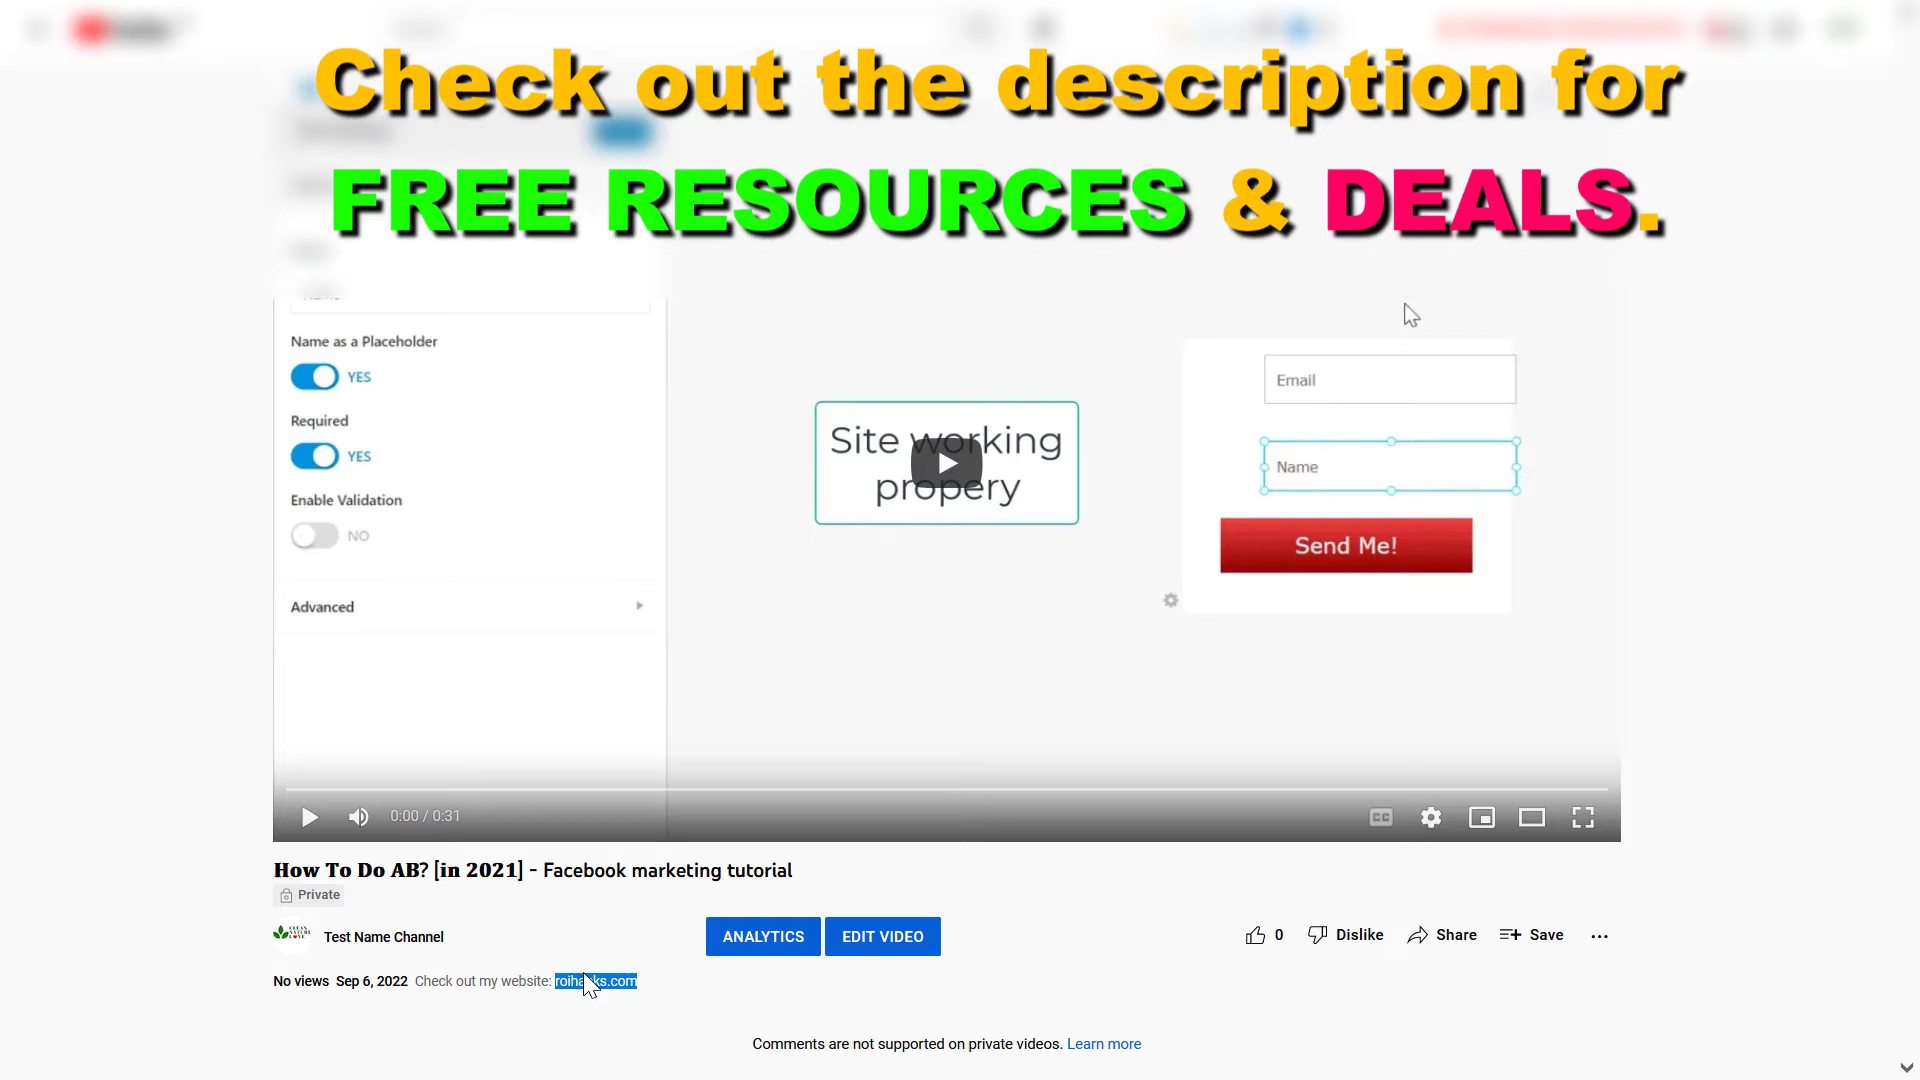 Check out the description for
FREE RESOURCES & DEALS.
Name as a Placeholder
YES
Required
YES
Enable Validation
NO
Advanced
Site working
propery
Email
Name
Send Me!
0:00 / 0:31
CC
How To Do AB? [in 2021] - Facebook marketing tutorial
Private
Test Name Channel
ANALYTICS
EDIT VIDEO
0
Dislike
Share
Save
No views Sep 6, 2022 Check out my website: roihacks.com
Comments are not supported on private videos. Learn more